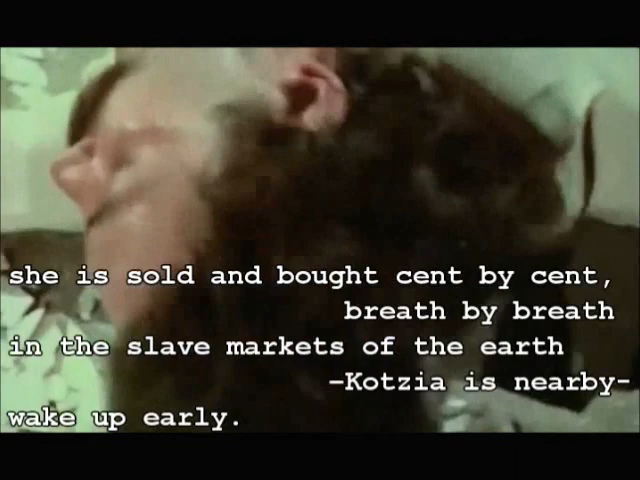 she is sold and bought cent by cent,
breath by breath
in the slave markets of the earth
–Kotzia is nearby-
wake up early.